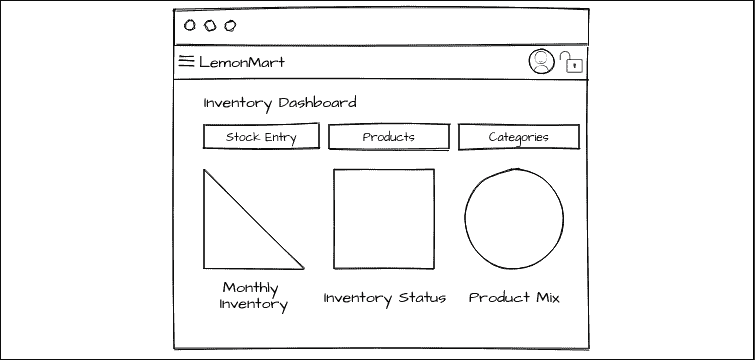 LemonMart
Inventory Dashboard
Stock Entry
Products
Categories
Monthly
Inventory
Inventory Status
Product Mix